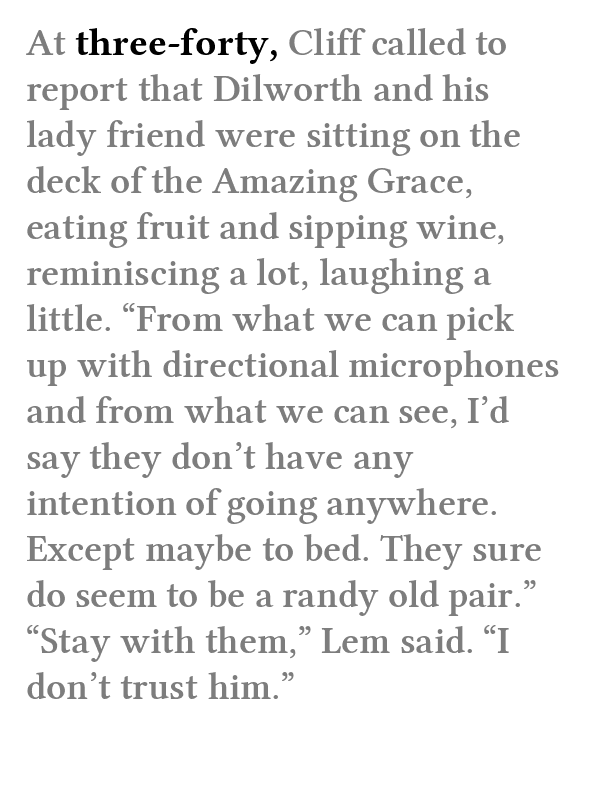 At three-forty, Cliff called to
report that Dilworth and his
lady friend were sitting on the
deck of the Amazing Grace,
eating fruit and sipping wine,
reminiscing a lot, laughing a
little. “From what we can pick
up with directional microphones
and from what we can see, I’d
say they don’t have any
intention of going anywhere.
Except maybe to bed. They sure
do seem to be a randy old pair.”
“Stay with them,” Lem said. “I
don’t trust him.”